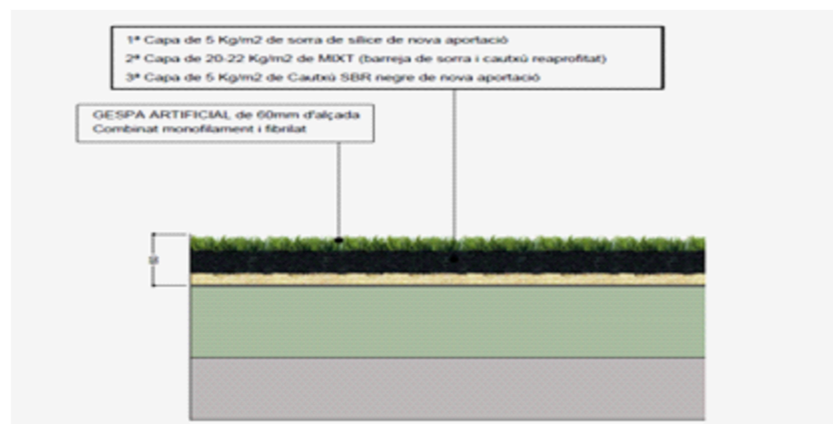 1ª Capa de 5 Kg/m2 de sorra de sílice de nova aportació
2ª Capa de 20-22 Kg/m2 de MIXT (barreja de sorra i cautxú reaprofitat)
3ª Capa de 5 Kg/m2 de Cautxú SBR negre de nova aportació
GESPA ARTIFICIAL de 60mm d'alçada
Combinat monofilament i fibrilat